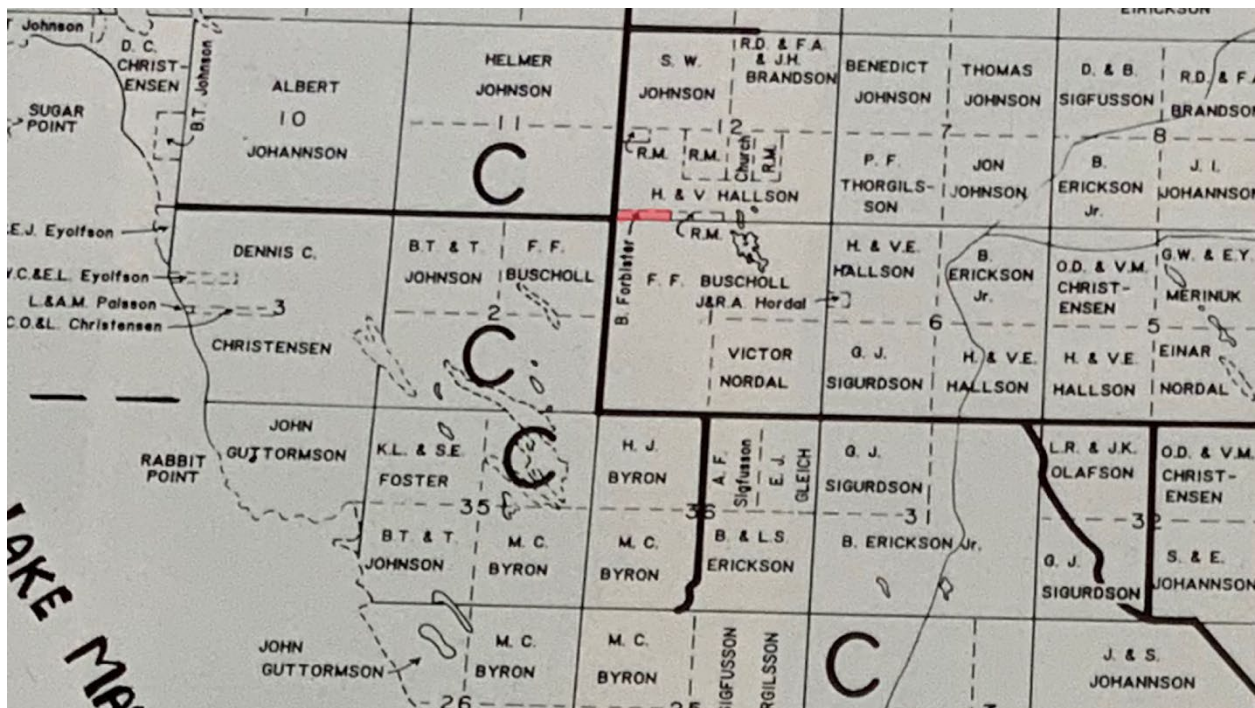 Johnson
D. C.
CHRIST-
ENSEN
B.T. Johnson
SUGAR
POINT
ALBERT
10
JOHANNSON
HELMER
JOHNSON
11
C
S. W.
JOHNSON
R.D. & F.A.
& J.H.
BRANDSON
12
R.M.
R.M.
Church
R.M.
H. & V. HALLSON
BENEDICT
JOHNSON
THOMAS
JOHNSON
7
P. F.
THORGILS-
SON
JON
JOHNSON
EIRICKSON
D. & B.
SIGFUSSON
R.D. & F.A.
BRANDSON
8
B.
ERICKSON
Jr.
J. I.
JOHANNSON
E.J. Eyolfson
V.C.&E.L. Eyolfson
L.&A.M. Palsson
C.O.&L. Christensen
DENNIS C.
3
CHRISTENSEN
B.T. & T.
JOHNSON
F. F.
BUSCHOLL
2
C
B. Forbister
R.M.
F. F. BUSCHOLL
J&R.A. Hordal
VICTOR
NORDAL
H. & V.E.
HALLSON
B.
ERICKSON
Jr.
6
G. J.
SIGURDSON
H. & V.E.
HALLSON
O.D. & V.M.
CHRIST-
ENSEN
G.W. & E.Y.
MERINUK
5
H. & V.E.
HALLSON
EINAR
NORDAL
RABBIT
POINT
JOHN
GUTTORMSON
K.L. & S.E.
FOSTER
C
35
B.T. & T.
JOHNSON
M. C.
BYRON
H. J.
BYRON
A. F.
Sigfusson
E. J.
GLEICH
36
M. C.
BYRON
B. & L.S.
ERICKSON
G. J.
SIGURDSON
B. ERICKSON Jr.
L.R. & J.K.
OLAFSON
O.D. & V.M.
CHRIST-
ENSEN
32
G. J.
SIGURDSON
S. & E.
JOHANNSON
LAKE MA
JOHN
GUTTORMSON
M. C.
BYRON
26
M. C.
BYRON
25
SIGFUSSON
RGILSSON
C
J. & S.
JOHANNSON